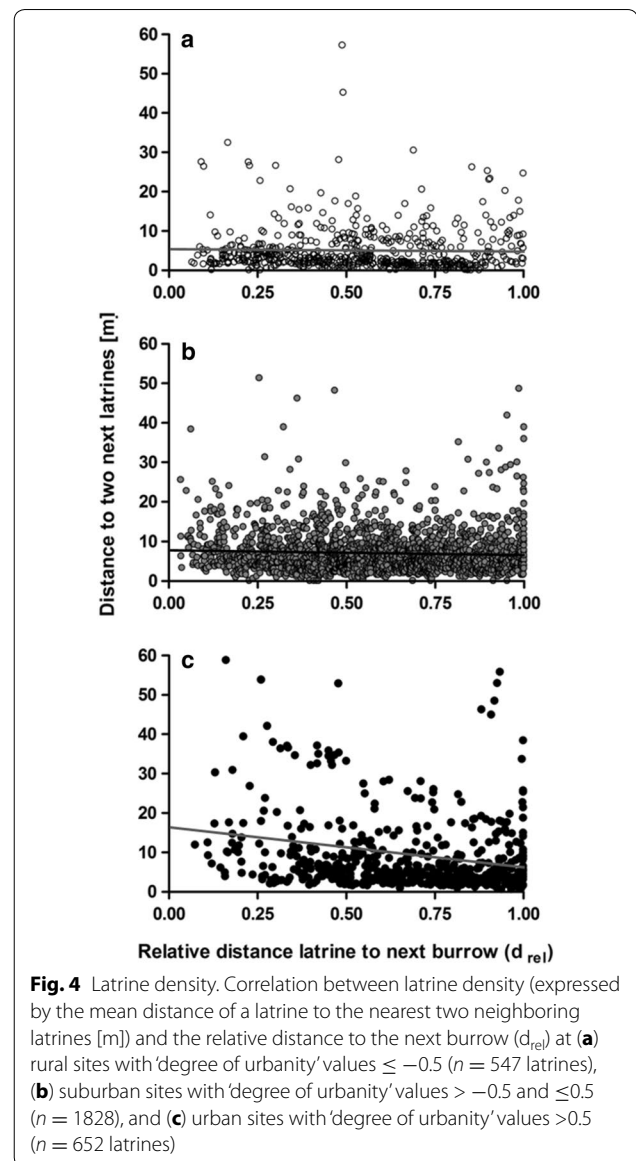 60
a
50
40
30
20
10
0
0.00 0.25 0.50 0.75 1.00
Distance to two next latrines [m]
60
b
50
40
30
20
10
0
0.00 0.25 0.50 0.75 1.00
60
c
50
40
30
20
10
0
0.00 0.25 0.50 0.75 1.00
Relative distance latrine to next burrow (d rel)
Fig. 4 Latrine density. Correlation between latrine density (expressed
by the mean distance of a latrine to the nearest two neighboring
latrines [m]) and the relative distance to the next burrow (drel) at (a)
rural sites with ‘degree of urbanity’ values ≤ −0.5 (n = 547 latrines),
(b) suburban sites with ‘degree of urbanity’ values > −0.5 and ≤0.5
(n = 1828), and (c) urban sites with ‘degree of urbanity’ values >0.5
(n = 652 latrines)